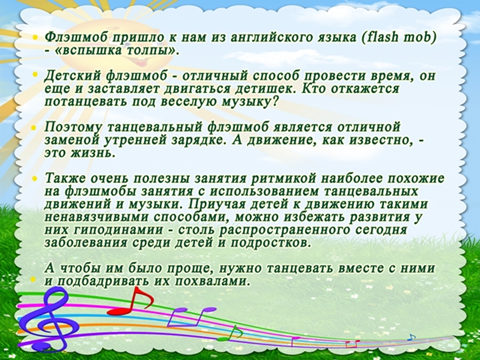 Флэшмоб пришло к нам из английского языка (flash mob)
- «вспышка толпы».
Детский флэшмоб - отличный способ провести время, он
еще и заставляет двигаться детишек. Кто откажется
потанцевать под веселую музыку?
Поэтому танцевальный флэшмоб является отличной
заменой утренней зарядке. А движение, как известно, -
это жизнь.
Также очень полезны занятия ритмикой наиболее похожие
на флэшмобы занятия с использованием танцевальных
движений и музыки. Приучая детей к движению такими
ненавязчивыми способами, можно избежать развития у
них гиподинамии - столь распространенного сегодня
заболевания среди детей и подростков.
А чтобы им было проще, нужно танцевать вместе с ними
и подбадривать их похвалами.